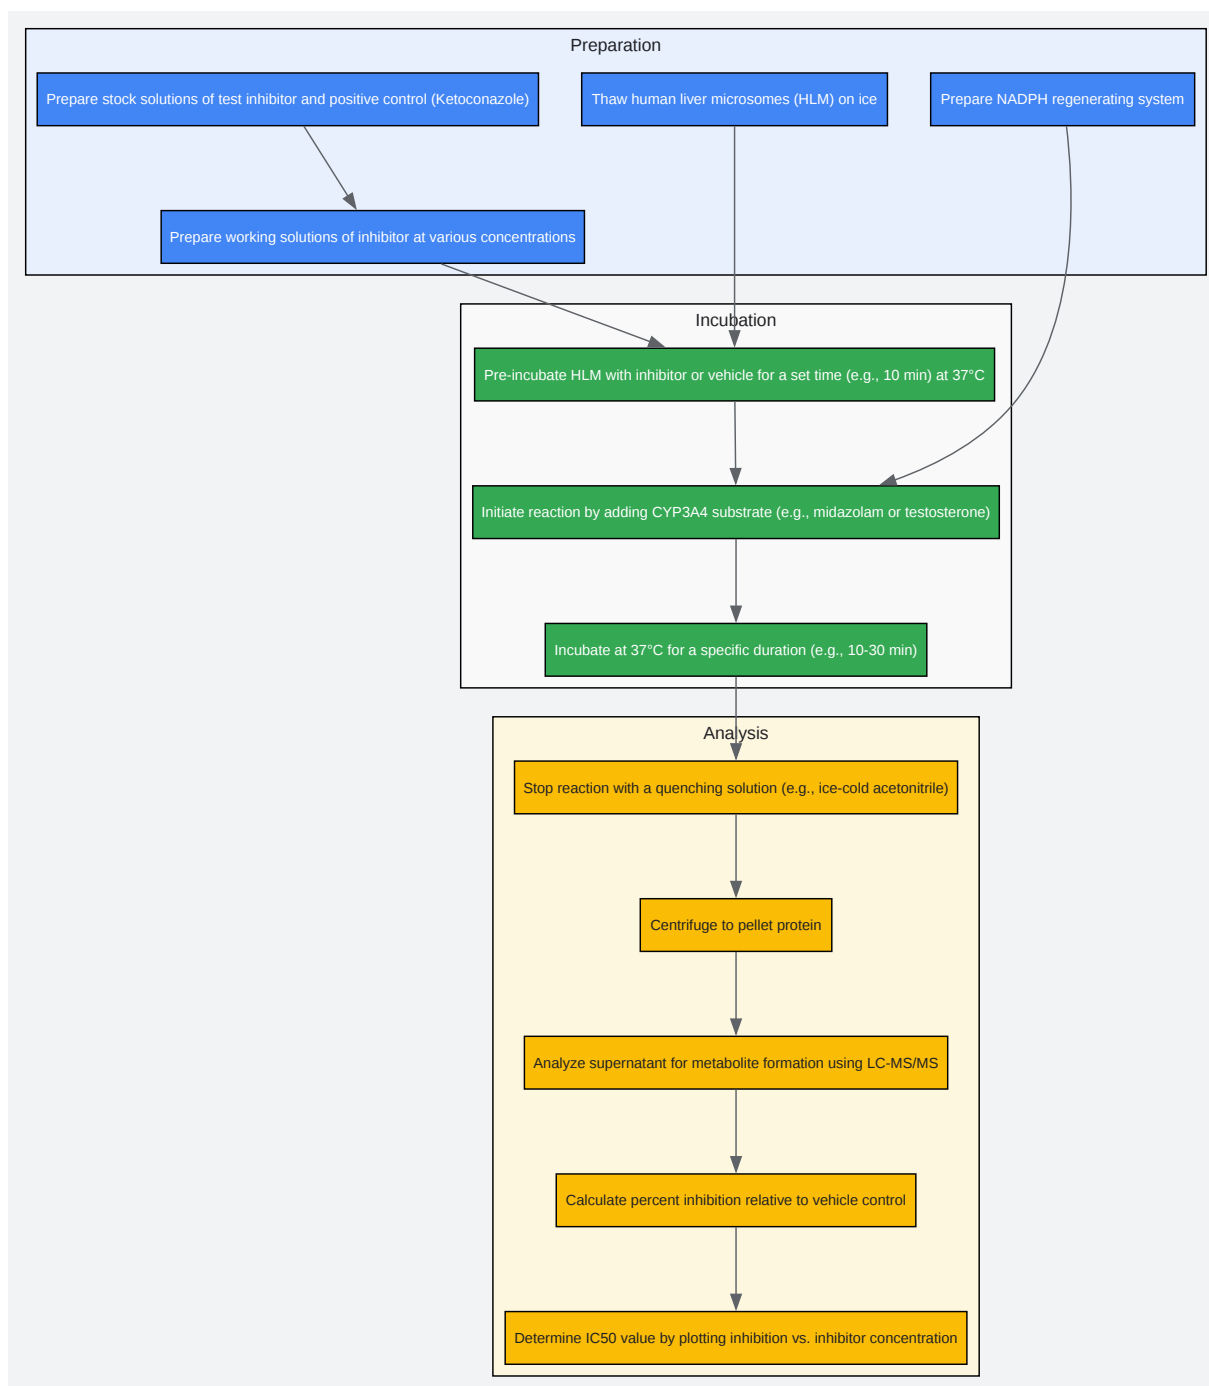 Preparation
Prepare stock solutions of test inhibitor and positive control (Ketoconazole)
Thaw human liver microsomes (HLM) on ice
Prepare NADPH regenerating system
Prepare working solutions of inhibitor at various concentrations
Incubation
Pre-incubate HLM with inhibitor or vehicle for a set time (e.g., 10 min) at 37°C
Initiate reaction by adding CYP3A4 substrate (e.g., midazolam or testosterone)
Incubate at 37°C for a specific duration (e.g., 10-30 min)
Analysis
Stop reaction with a quenching solution (e.g., ice-cold acetonitrile)
Centrifuge to pellet protein
Analyze supernatant for metabolite formation using LC-MS/MS
Calculate percent inhibition relative to vehicle control
Determine IC50 value by plotting inhibition vs. inhibitor concentration